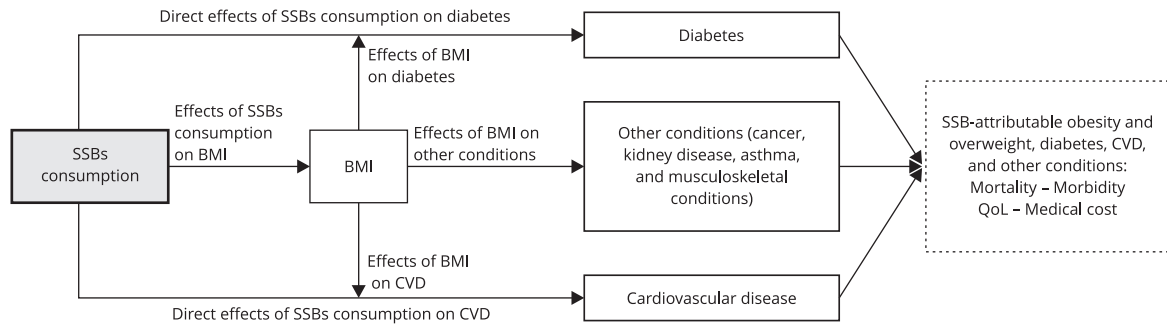 Direct effects of SSBs consumption on diabetes
Diabetes
Effects of BMI
on diabetes
Effects of SSBs
consumption
on BMI
SSBs
consumption
BMI
Effects of BMI on
other conditions
Other conditions (cancer,
kidney disease, asthma,
and musculoskeletal
conditions)
SSB-attributable obesity and
overweight, diabetes, CVD,
and other conditions:
Mortality – Morbidity
QoL – Medical cost
Effects of BMI
on CVD
Cardiovascular disease
Direct effects of SSBs consumption on CVD